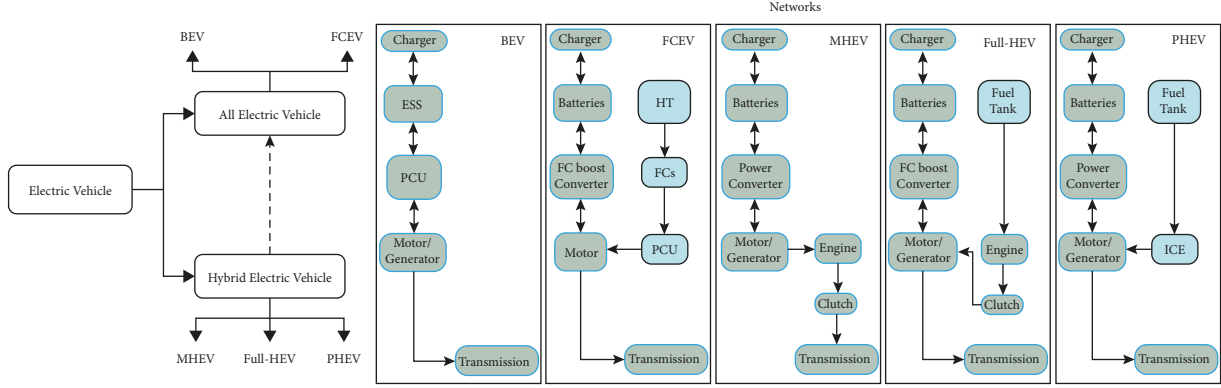 Networks
BEV
FCEV
All Electric Vehicle
Electric Vehicle
Hybrid Electric Vehicle
MHEV
Full-HEV
PHEV
BEV
Charger
ESS
PCU
Motor/
Generator
Transmission
FCEV
Charger
Batteries
HT
FC boost
Converter
FCs
Motor
PCU
Transmission
MHEV
Charger
Batteries
Power
Converter
Motor/
Generator
Engine
Clutch
Transmission
Full-HEV
Charger
Batteries
Fuel
Tank
FC boost
Converter
Motor/
Generator
Engine
Clutch
Transmission
PHEV
Charger
Batteries
Fuel
Tank
Power
Converter
Motor/
Generator
ICE
Transmission